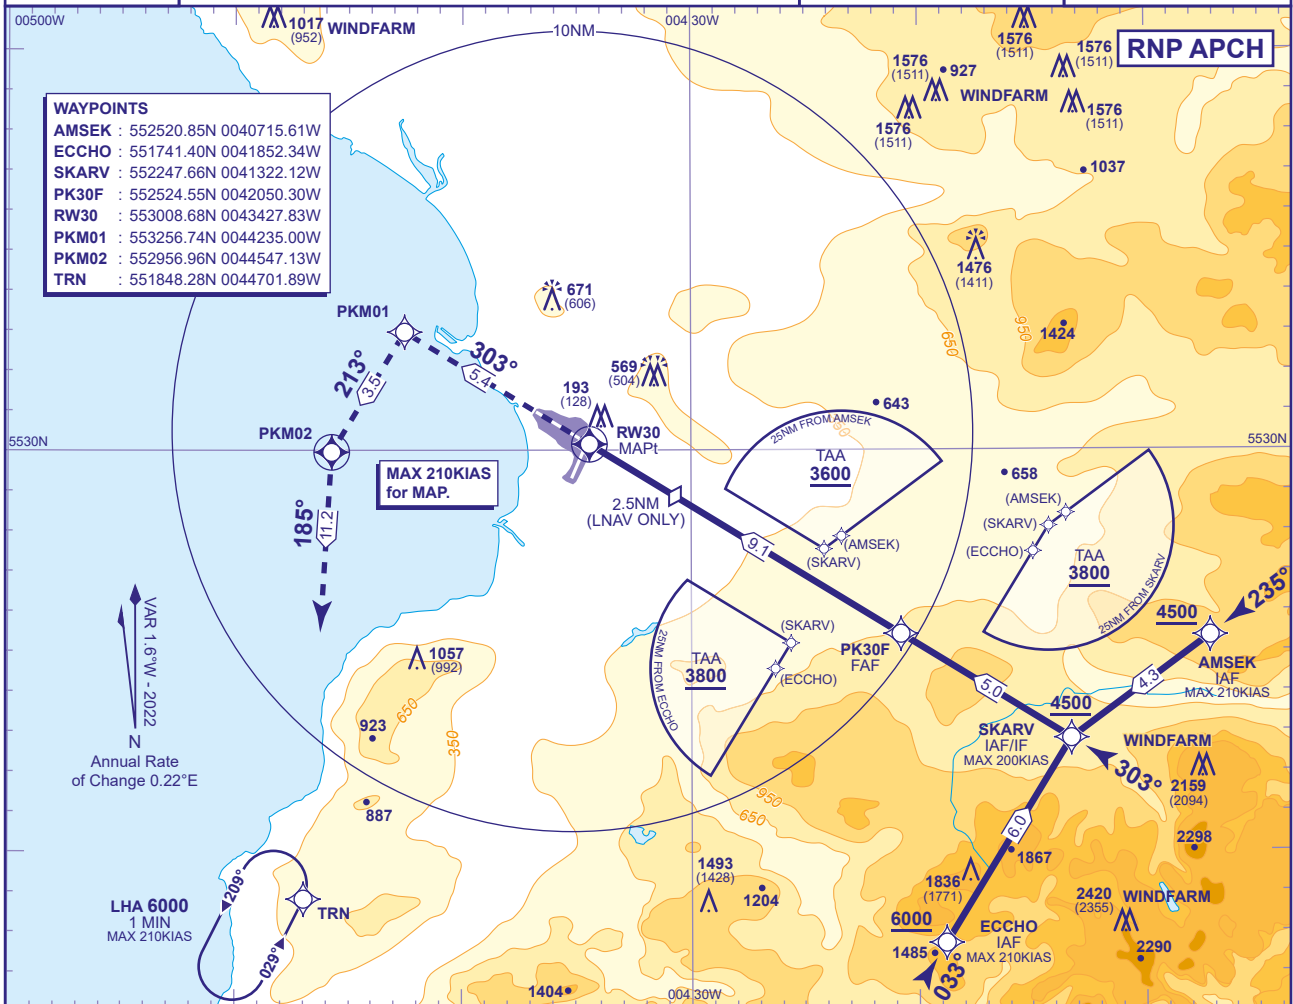 00500W
004 30W
10NM
1017
(952)
WINDFARM
1576
(1511)
1576
(1511)
1576
(1511)
927
WINDFARM
1576
(1511)
1576
(1511)
RNP APCH
1037
WAYPOINTS
AMSEK : 552520.85N 0040715.61W
ECCHO : 551741.40N 0041852.34W
SKARV : 552247.66N 0041322.12W
PK30F : 552524.55N 0042050.30W
RW30 : 553008.68N 0043427.83W
PKM01 : 553256.74N 0044235.00W
PKM02 : 552956.96N 0044547.13W
TRN : 551848.28N 0044701.89W
1476
(1411)
671
(606)
PKM01
950
650
1424
303°
5.4
213°
3.5
569
(504)
193
(128)
643
25NM FROM AMSEK
PKM02
RW30
MAPt
5530N
5530N
TAA
3600
658
MAX 210KIAS
for MAP.
2.5NM
(LNAV ONLY)
(AMSEK)
(SKARV)
(AMSEK)
(SKARV)
(ECCHO)
TAA
3800
25NM FROM SKARV
185°
11.2
9.1
235°
4500
VAR 1.6°W - 2022
N
Annual Rate
of Change 0.22°E
(SKARV)
(ECCHO)
TAA
3800
25NM FROM ECCHO
PK30F
FAF
AMSEK
IAF
MAX 210KIAS
1057
(992)
650
923
350
5.0
4.3
4500
SKARV
IAF/IF
MAX 200KIAS
303°
WINDFARM
2159
(2094)
887
950
650
6.0
2298
1867
1493
(1428)
1204
1836
(1771)
2420
(2355)
WINDFARM
209°
029°
LHA 6000
1 MIN
MAX 210KIAS
TRN
6000
ECCHO
IAF
MAX 210KIAS
1485
033°
2290
1404
004 30W